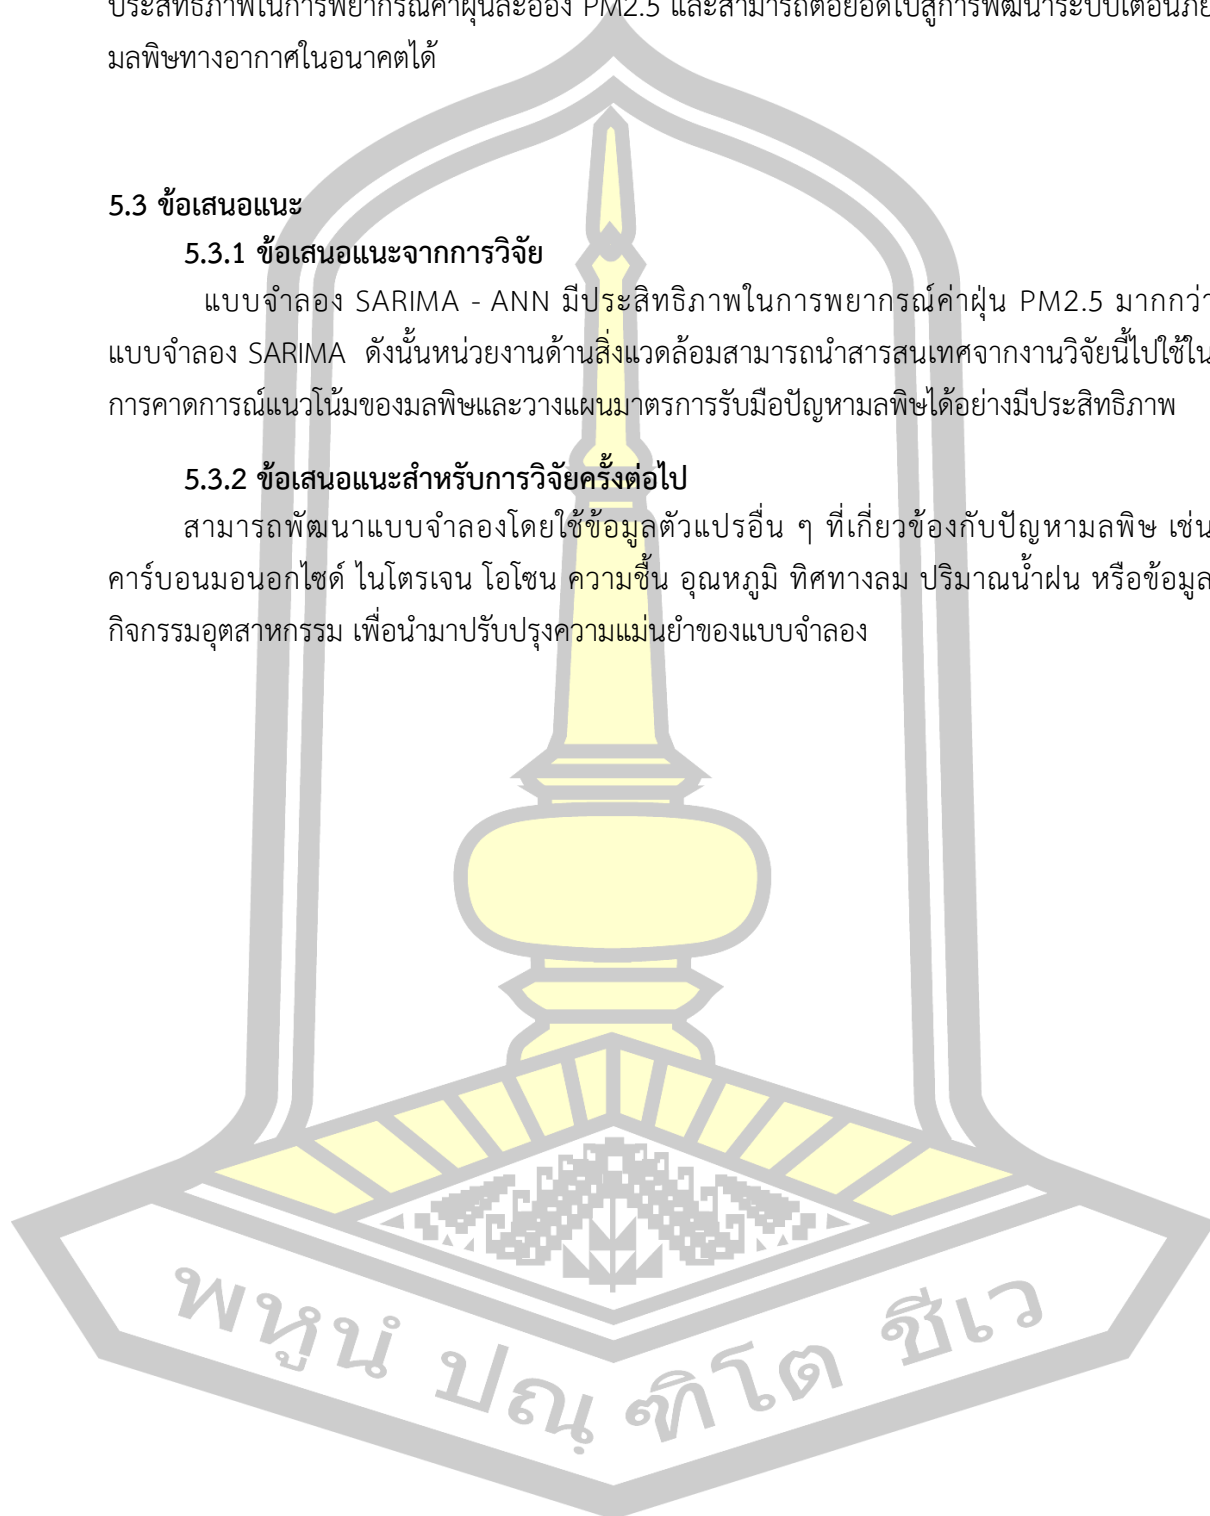 ประสิทธิภาพในการพยากรณ์ค่าฝุ่นละออง PM2.5 และสามารถต่อยอดไปสู่การพัฒนาระบบเตือนภัย
มลพิษทางอากาศในอนาคตได้
5.3 ข้อเสนอแนะ
5.3.1 ข้อเสนอแนะจากการวิจัย
แบบจำลอง SARIMA - ANN มีประสิทธิภาพในการพยากรณ์ค่าฝุ่น PM2.5 มากกว่า
แบบจำลอง SARIMA ดังนั้นหน่วยงานด้านสิ่งแวดล้อมสามารถนำสารสนเทศจากงานวิจัยนี้ไปใช้ใน
การคาดการณ์แนวโน้มของมลพิษและวางแผนมาตรการรับมือปัญหามลพิษได้อย่างมีประสิทธิภาพ
5.3.2 ข้อเสนอแนะสำหรับการวิจัยครั้งต่อไป
สามารถพัฒนาแบบจำลองโดยใช้ข้อมูลตัวแปรอื่น ๆ ที่เกี่ยวข้องกับปัญหามลพิษ เช่น
คาร์บอนมอนอกไซด์ ไนโตรเจน โอโซน ความชื้น อุณหภูมิ ทิศทางลม ปริมาณน้ำฝน หรือข้อมูล
กิจกรรมอุตสาหกรรม เพื่อนำมาปรับปรุงความแม่นยำของแบบจำลอง
พหูนํ ปณฺฑิโต ชีเว